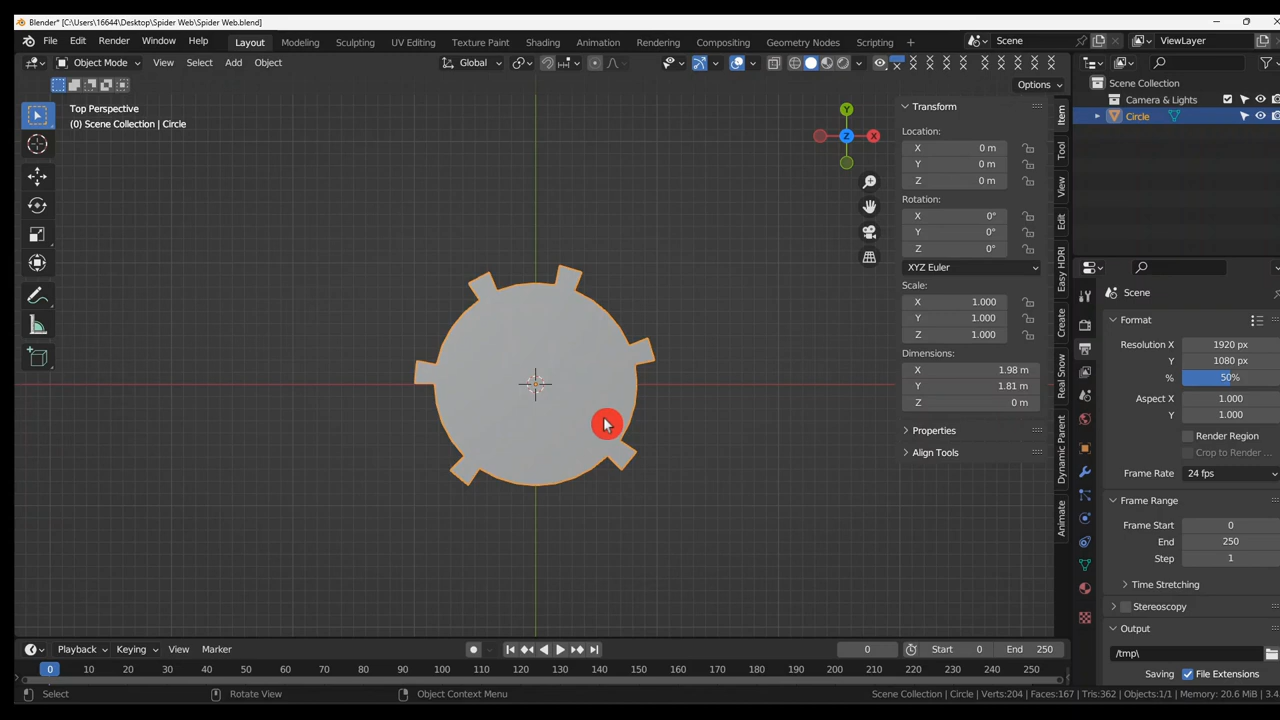 Blender* [C:\Users\16644\Desktop\Spider Web\Spider Web.blend]
File Edit Render Window Help Layout Modeling Sculpting UV Editing Texture Paint Shading Animation Rendering Compositing Geometry Nodes Scripting + Scene ViewLayer
Object Mode View Select Add Object Global
Options
Top Perspective
(0) Scene Collection | Circle
Y
X
Z
Transform
Location:
X 0 m
Y 0 m
Z 0 m
Rotation:
X 0°
Y 0°
Z 0°
XYZ Euler
Scale:
X 1.000
Y 1.000
Z 1.000
Dimensions:
X 1.98 m
Y 1.81 m
Z 0 m
Properties
Align Tools
Item
Tool
View
Edit
Easy HDRI
Create
Real Snow
Dynamic Parent
Animate
Scene Collection
Camera & Lights
Circle
Scene
Format
Resolution X 1920 px
Y 1080 px
% 50%
Aspect X 1.000
Y 1.000
Render Region
Crop to Render ...
Frame Rate 24 fps
Frame Range
Frame Start 0
End 250
Step 1
Time Stretching
Stereoscopy
Output
/tmp\
Saving File Extensions
Playback Keying View Marker 0 Start 0 End 250
0 10 20 30 40 50 60 70 80 90 100 110 120 130 140 150 160 170 180 190 200 210 220 230 240 250
Select Rotate View Object Context Menu Scene Collection | Circle | Verts:204 | Faces:167 | Tris:362 | Objects:1/1 | Memory: 20.6 MiB | 3.4